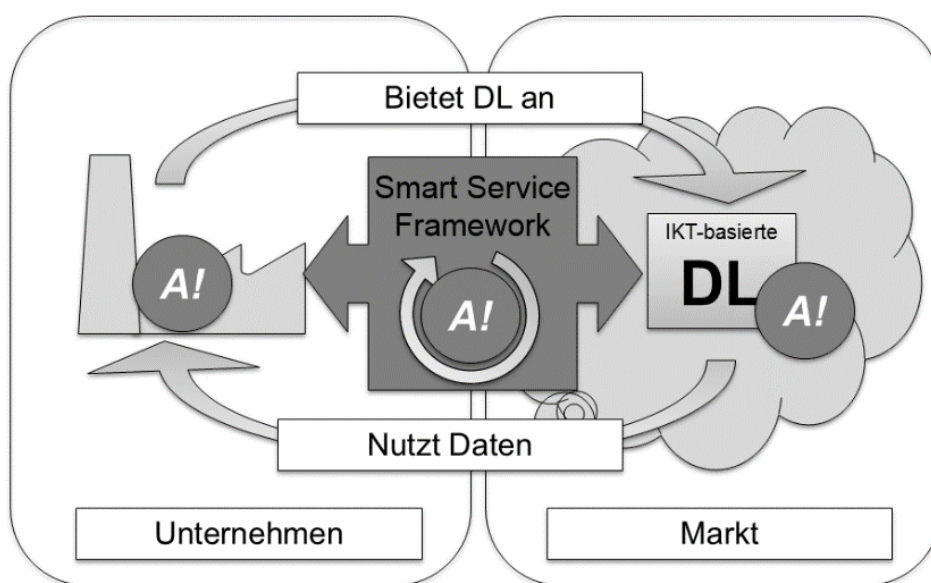 Bietet DL an
Smart Service
Framework
IKT-basierte
DL
A!
A!
A!
Nutzt Daten
Unternehmen
Markt